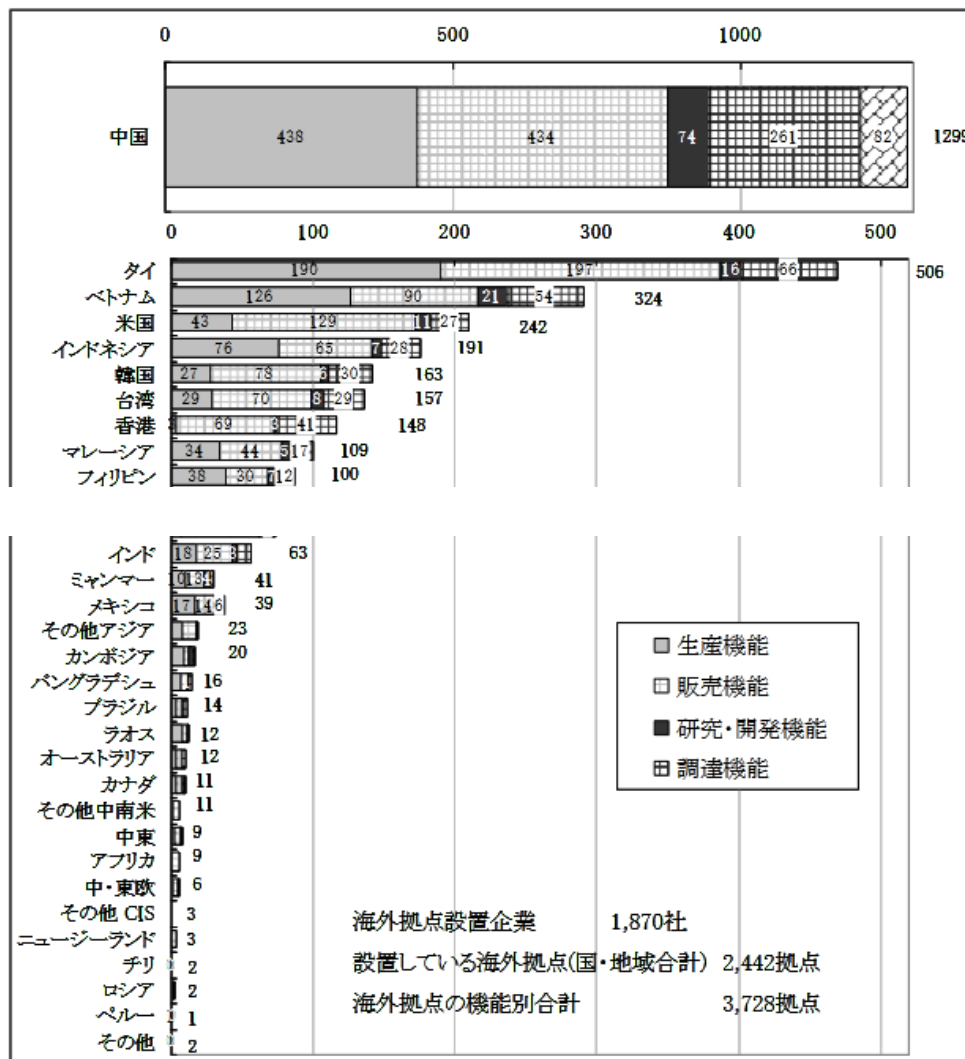 0 500 1000
中国 438 434 74 261 82 1299
0 100 200 300 400 500
タイ 190 197 16 66 506
ベトナム 126 90 21 54 324
米国 43 129 11 27 242
インドネシア 76 65 7 28 191
韓国 27 78 6 30 163
台湾 29 70 8 29 157
香港 3 69 3 41 148
マレーシア 34 44 5 17 109
フィリピン 38 30 7 12 100
インド 18 25 3 63
ミャンマー 10 13 4 41
メキシコ 17 14 6 39
その他アジア 23
カンボジア 20
バングラデシュ 16
ブラジル 14
ラオス 12
オーストラリア 12
カナダ 11
その他中南米 11
中東 9
アフリカ 9
中・東欧 6
その他 CIS 3
ニュージーランド 3
チリ 2
ロシア 2
ペルー 1
その他 2
生産機能
販売機能
研究・開発機能
調達機能
海外拠点設置企業 1,870社
設置している海外拠点(国・地域合計) 2,442拠点
海外拠点の機能別合計 3,728拠点